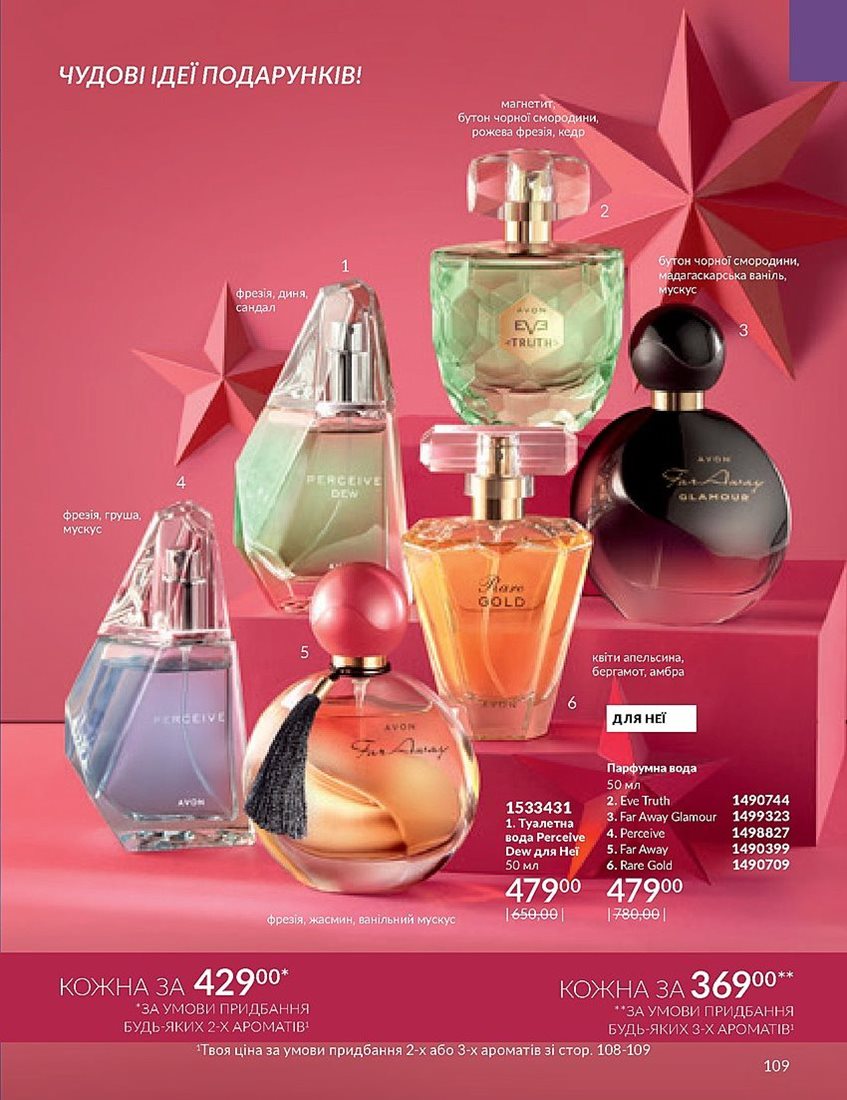 ЧУДОВІ ІДЕЇ ПОДАРУНКІВ!
магнетит,
бутон чорної смородини,
рожева фрезія, кедр
2
бутон чорної смородини,
мадагаскарська ваніль,
мускус
3
1
фрезія, диня,
сандал
AVON
EVE
<TRUTH>
AVON
Far Away
GLAMOUR
PERCEIVE
DEW
4
фрезія, груша,
мускус
Rare
GOLD
AVON
5
квіти апельсина,
бергамот, амбра
6
PERCEIVE
AVON
AVON
Far Away
фрезія, жасмин, ванільний мускус
ДЛЯ НЕЇ
1533431
1. Туалетна
вода Perceive
Dew для Неї
50 мл
47900
|650,00|
Парфумна вода
50 мл
2. Eve Truth 1490744
3. Far Away Glamour 1499323
4. Perceive 1498827
5. Far Away 1490399
6. Rare Gold 1490709
47900
|780,00|
КОЖНА ЗА 42900*
*ЗА УМОВИ ПРИДБАННЯ
БУДЬ-ЯКИХ 2-Х АРОМАТІВ¹
КОЖНА ЗА 36900**
**ЗА УМОВИ ПРИДБАННЯ
БУДЬ-ЯКИХ 3-Х АРОМАТІВ¹
¹Твоя ціна за умови придбання 2-х або 3-х ароматів зі стор. 108-109
109